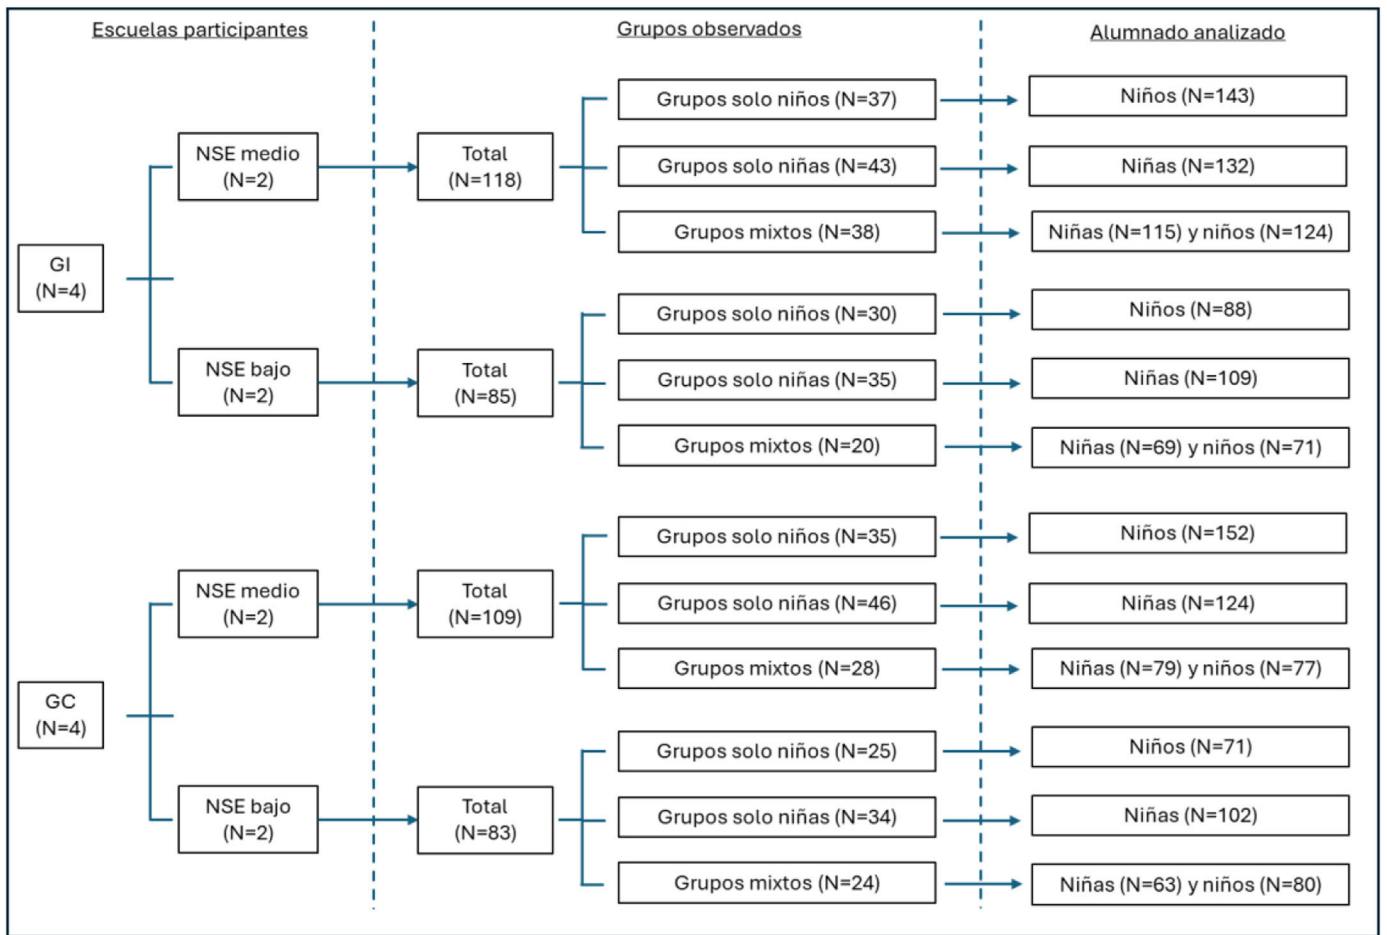 Escuelas participantes
Grupos observados
Alumnado analizado
GI
(N=4)
NSE medio
(N=2)
Total
(N=118)
Grupos solo niños (N=37)
Niños (N=143)
Grupos solo niñas (N=43)
Niñas (N=132)
Grupos mixtos (N=38)
Niñas (N=115) y niños (N=124)
NSE bajo
(N=2)
Total
(N=85)
Grupos solo niños (N=30)
Niños (N=88)
Grupos solo niñas (N=35)
Niñas (N=109)
Grupos mixtos (N=20)
Niñas (N=69) y niños (N=71)
GC
(N=4)
NSE medio
(N=2)
Total
(N=109)
Grupos solo niños (N=35)
Niños (N=152)
Grupos solo niñas (N=46)
Niñas (N=124)
Grupos mixtos (N=28)
Niñas (N=79) y niños (N=77)
NSE bajo
(N=2)
Total
(N=83)
Grupos solo niños (N=25)
Niños (N=71)
Grupos solo niñas (N=34)
Niñas (N=102)
Grupos mixtos (N=24)
Niñas (N=63) y niños (N=80)